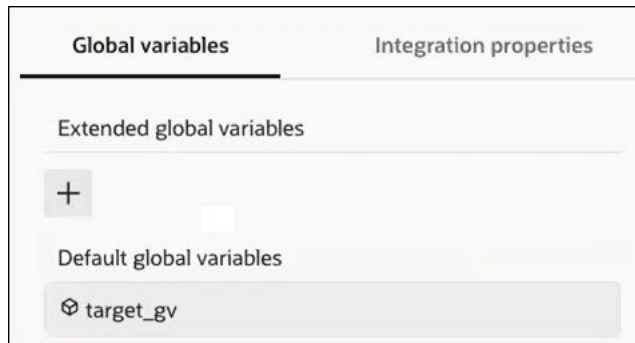 Global variables
Integration properties
Extended global variables
+
Default global variables
target_gv